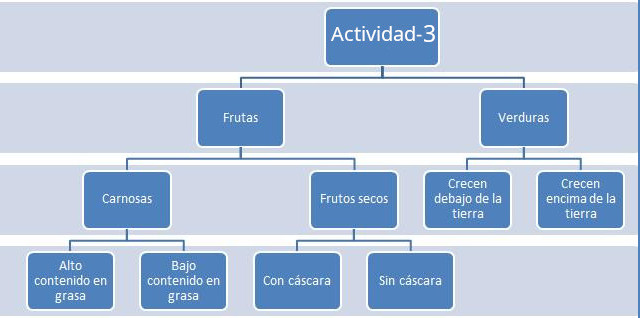 Actividad-3
Frutas
Verduras
Carnosas
Frutos secos
Crecen
debajo de la
tierra
Crecen
encima de la
tierra
Alto
contenido en
grasa
Bajo
contenido en
grasa
Con cáscara
Sin cáscara